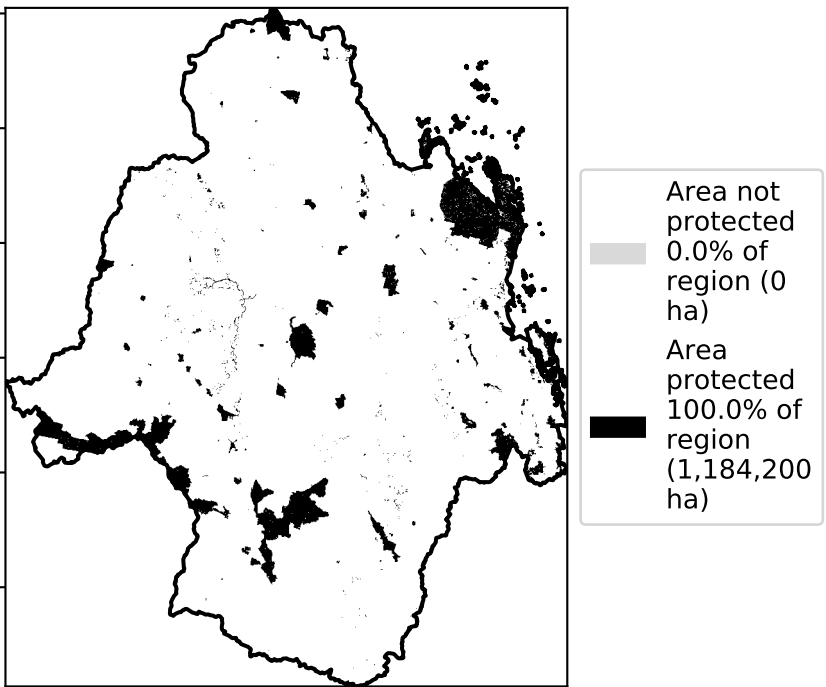 Area not
protected
0.0% of
region (0
ha)
Area
protected
100.0% of
region
(1,184,200
ha)